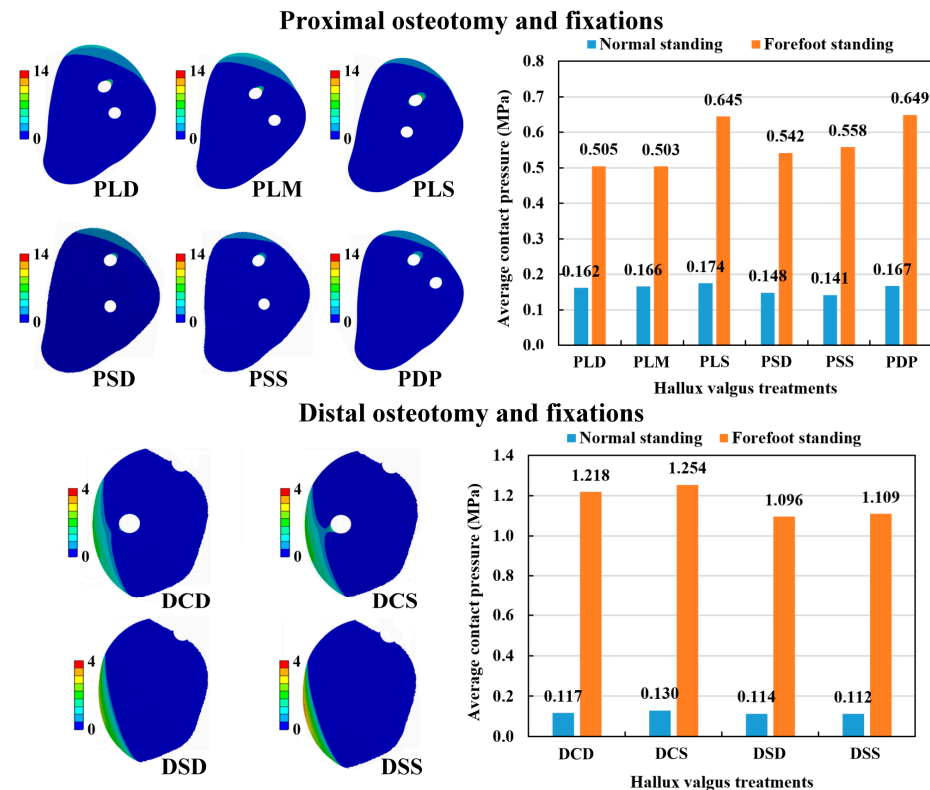 Proximal osteotomy and fixations
14
0
PLD
14
0
PLM
14
0
PLS
14
0
PSD
14
0
PSS
14
0
PDP
Normal standing Forefoot standing
Average contact pressure (MPa)
0.8
0.7
0.6
0.5
0.4
0.3
0.2
0.1
0.0
0.162 0.505
0.166 0.503
0.174 0.645
0.148 0.542
0.141 0.558
0.167 0.649
PLD PLM PLS PSD PSS PDP
Hallux valgus treatments
Distal osteotomy and fixations
4
0
DCD
4
0
DCS
4
0
DSD
4
0
DSS
Normal standing Forefoot standing
Average contact pressure (MPa)
1.4
1.2
1.0
0.8
0.6
0.4
0.2
0.0
0.117 1.218
0.130 1.254
0.114 1.096
0.112 1.109
DCD DCS DSD DSS
Hallux valgus treatments